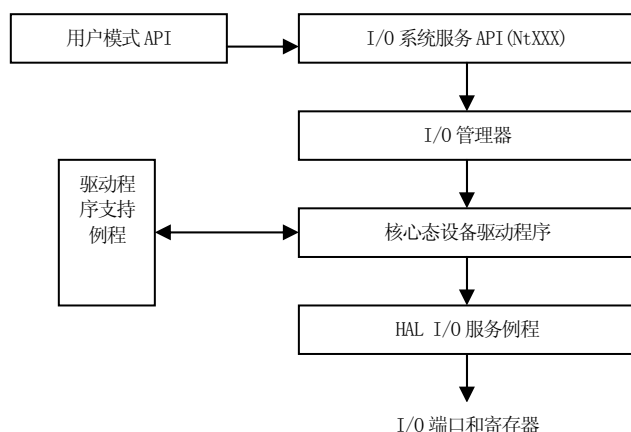 用户模式 API
I/O 系统服务 API(NtXXX)
I/O 管理器
驱动程
序支持
例程
核心态设备驱动程序
HAL I/O 服务例程
I/O 端口和寄存器